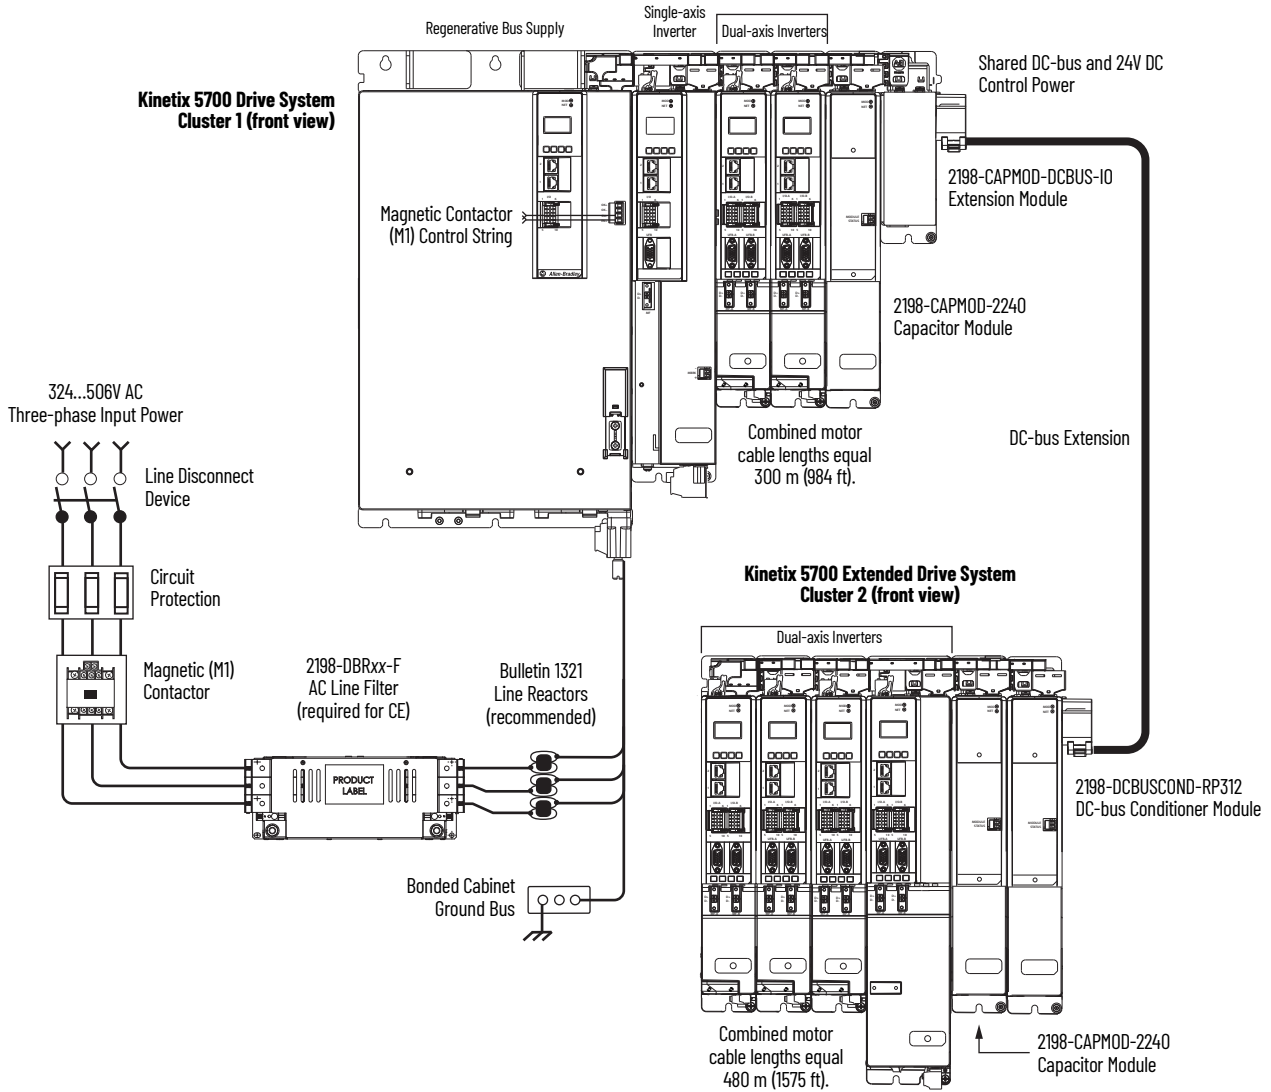 Regenerative Bus Supply
Single-axis
Inverter
Dual-axis Inverters
Shared DC-bus and 24V DC
Control Power
Kinetix 5700 Drive System
Cluster 1 (front view)
2198-CAPMOD-DCBUS-IO
Extension Module
Magnetic Contactor
(M1) Control String
Allen-Bradley
2198-CAPMOD-2240
Capacitor Module
324...506V AC
Three-phase Input Power
Combined motor
cable lengths equal
300 m (984 ft).
DC-bus Extension
Line Disconnect
Device
Circuit
Protection
Kinetix 5700 Extended Drive System
Cluster 2 (front view)
Dual-axis Inverters
Magnetic (M1)
Contactor
2198-DBRxx-F
AC Line Filter
(required for CE)
Bulletin 1321
Line Reactors
(recommended)
PRODUCT
LABEL
2198-DCBUSCOND-RP312
DC-bus Conditioner Module
Bonded Cabinet
Ground Bus
Combined motor
cable lengths equal
480 m (1575 ft).
2198-CAPMOD-2240
Capacitor Module